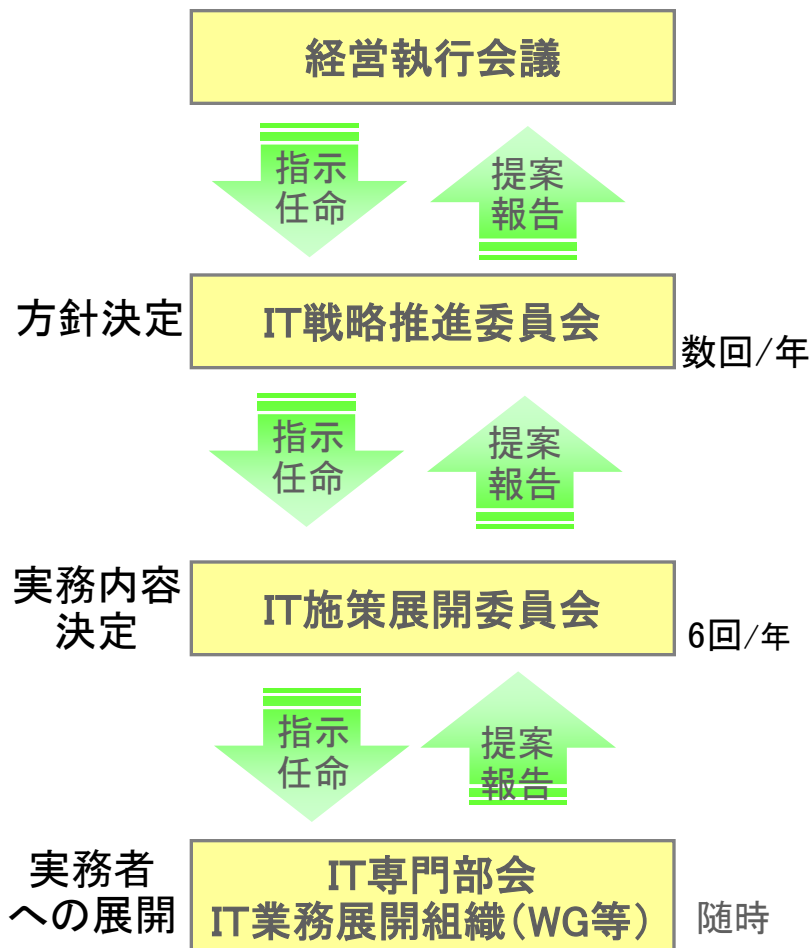 経営執行会議
指示
任命
提案
報告
方針決定
IT戦略推進委員会
数回/年
指示
任命
提案
報告
実務内容
決定
IT施策展開委員会
6回/年
指示
任命
提案
報告
実務者
への展開
IT専門部会
IT業務展開組織(WG等)
随時